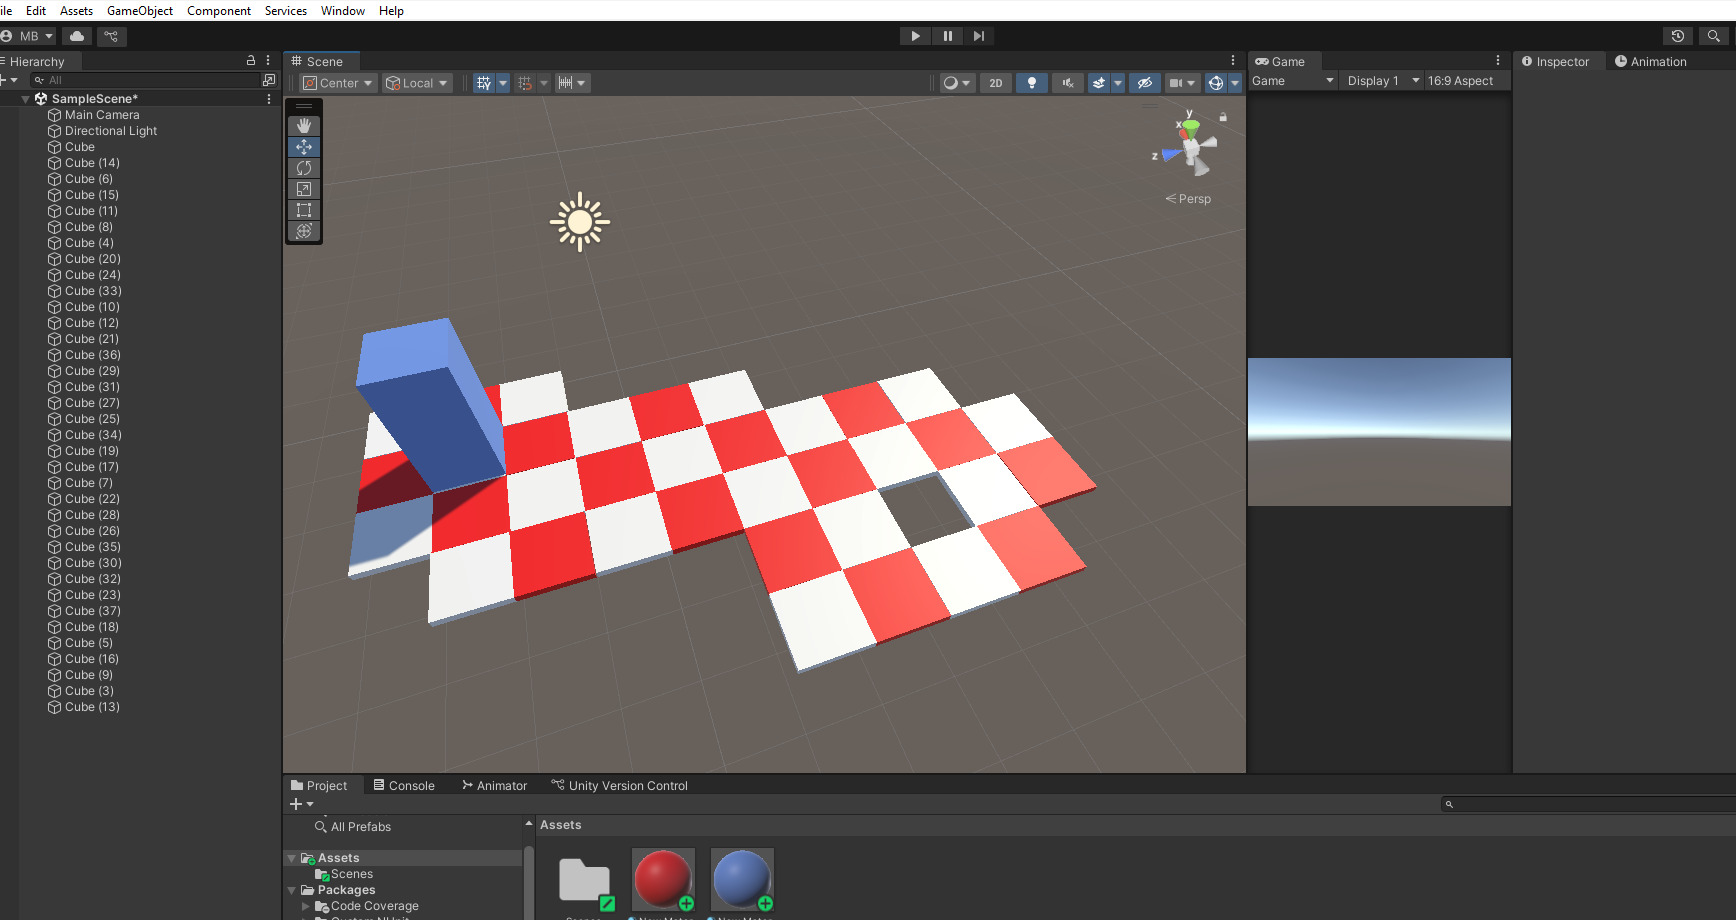 ile Edit Assets GameObject Component Services Window Help
MB
Hierarchy
All
SampleScene*
Main Camera
Directional Light
Cube
Cube (14)
Cube (6)
Cube (15)
Cube (11)
Cube (8)
Cube (4)
Cube (20)
Cube (24)
Cube (33)
Cube (10)
Cube (12)
Cube (21)
Cube (36)
Cube (29)
Cube (31)
Cube (27)
Cube (25)
Cube (34)
Cube (19)
Cube (17)
Cube (7)
Cube (22)
Cube (28)
Cube (26)
Cube (35)
Cube (30)
Cube (32)
Cube (23)
Cube (37)
Cube (18)
Cube (5)
Cube (16)
Cube (9)
Cube (3)
Cube (13)
Scene
Center Local 2D
y
x
z
Persp
Game
Game Display 1 16:9 Aspect
Inspector Animation
Project Console Animator Unity Version Control
All Prefabs
Assets
Scenes
Packages
Code Coverage
Assets